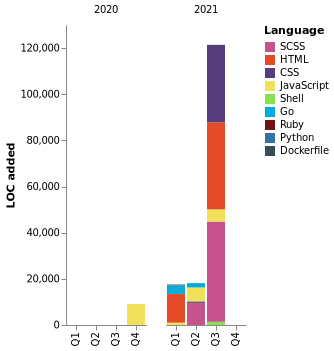 2020 2021
Language
SCSS
HTML
CSS
JavaScript
Shell
Go
Ruby
Python
Dockerfile
LOC added
120,000
100,000
80,000
60,000
40,000
20,000
0
Q1 Q2 Q3 Q4 Q1 Q2 Q3 Q4